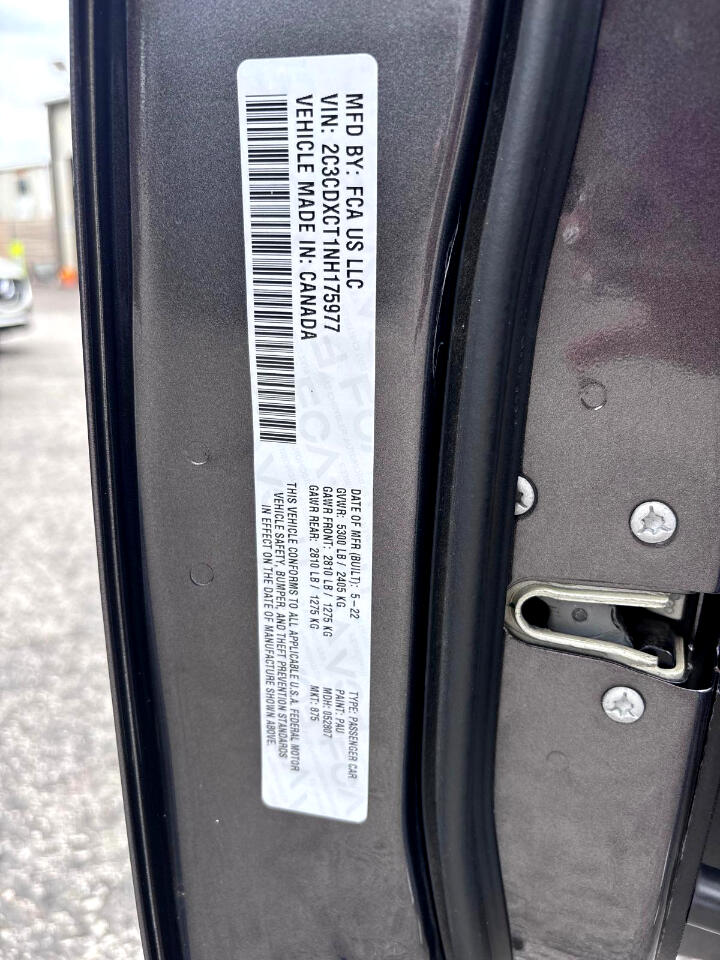 MFD BY: FCA US LLC
VIN: 2C3CDXCT1NH175977
VEHICLE MADE IN: CANADA
DATE OF MFR (BUILT): 5-22
GVWR: 5300 LB / 2405 KG
GAWR FRONT: 2810 LB / 1275 KG
GAWR REAR: 2810 LB / 1275 KG
TYPE: PASSENGER CAR
PAINT: PAU
MDH: 052807
MKT: 875
THIS VEHICLE CONFORMS TO ALL APPLICABLE U.S.A. FEDERAL MOTOR
VEHICLE SAFETY, BUMPER, AND THEFT PREVENTION STANDARDS
IN EFFECT ON THE DATE OF MANUFACTURE SHOWN ABOVE.